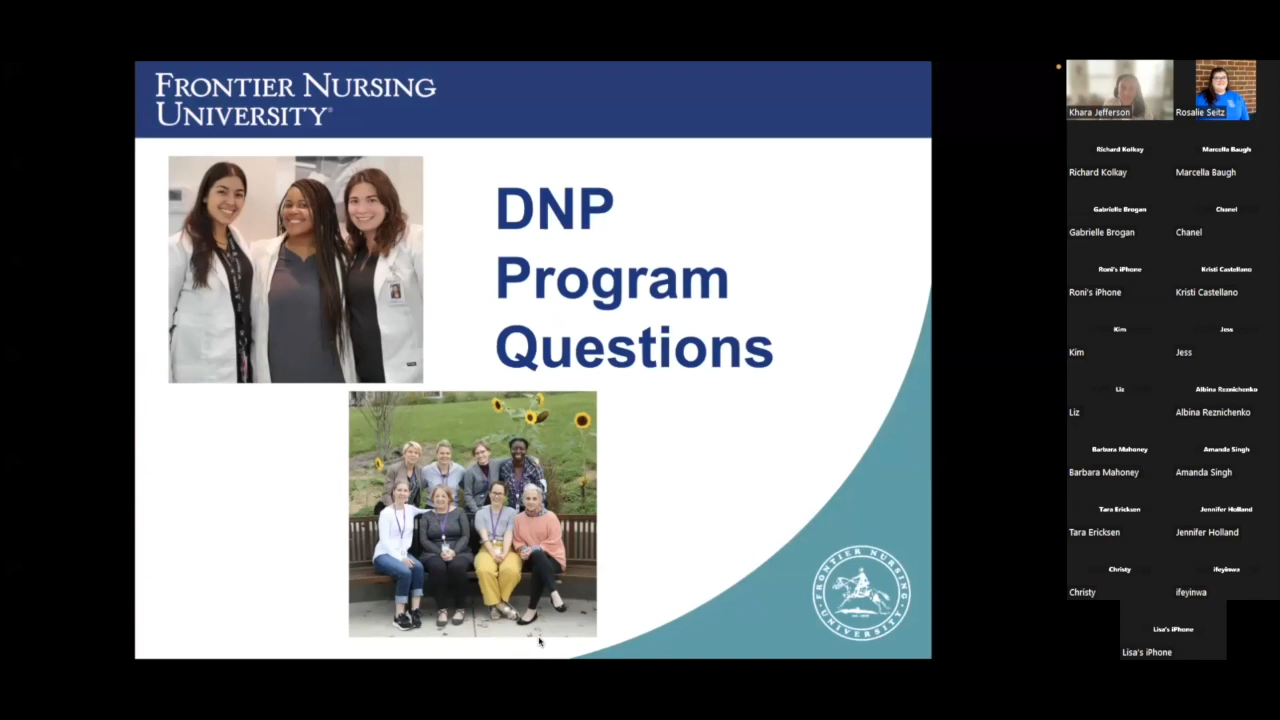 FRONTIER NURSING
UNIVERSITY
DNP
Program
Questions
FRONTIER NURSING
UNIVERSITY
Khara Jefferson
Rosalie Seitz
Richard Kolkay
Marcella Baugh
Richard Kolkay
Marcella Baugh
Gabrielle Brogan
Chanel
Gabrielle Brogan
Chanel
Roni's iPhone
Kristi Castellano
Roni's iPhone
Kristi Castellano
Kim
Jess
Kim
Jess
Liz
Albina Reznichenko
Liz
Albina Reznichenko
Barbara Mahoney
Amanda Singh
Barbara Mahoney
Amanda Singh
Tara Ericksen
Jennifer Holland
Tara Ericksen
Jennifer Holland
Christy
ifeyinwa
Christy
ifeyinwa
Lisa's iPhone
Lisa's iPhone